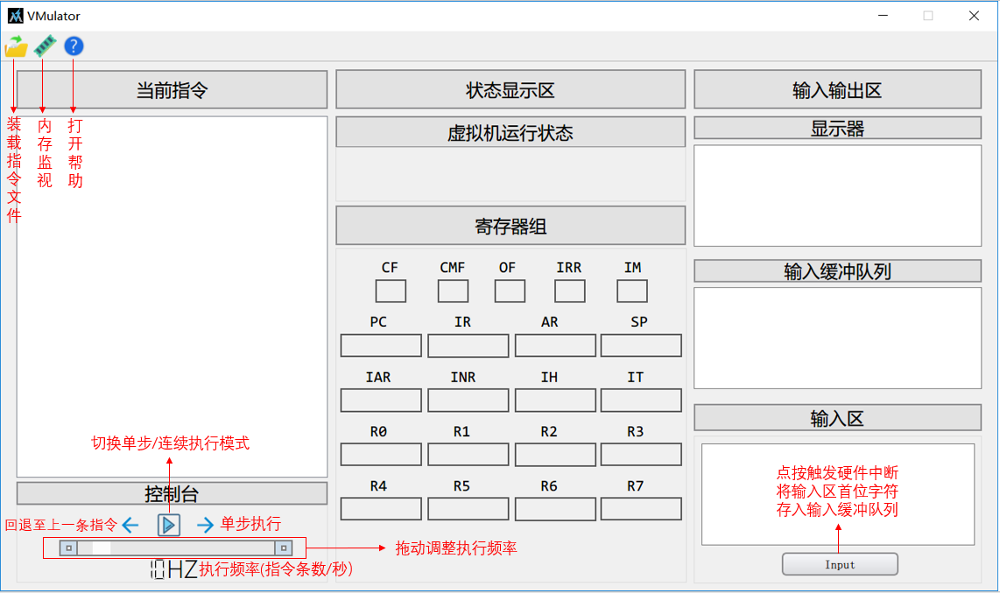 VMulator
当前指令
状态显示区
输入输出区
装载指令文件
内存监视
打开帮助
虚拟机运行状态
显示器
寄存器组
CF CMF OF IRR IM
PC IR AR SP
IAR INR IH IT
R0 R1 R2 R3
R4 R5 R6 R7
输入缓冲队列
输入区
点按触发硬件中断
将输入区首位字符
存入输入缓冲队列
Input
切换单步/连续执行模式
控制台
回退至上一条指令
单步执行
拖动调整执行频率
10HZ执行频率(指令条数/秒)